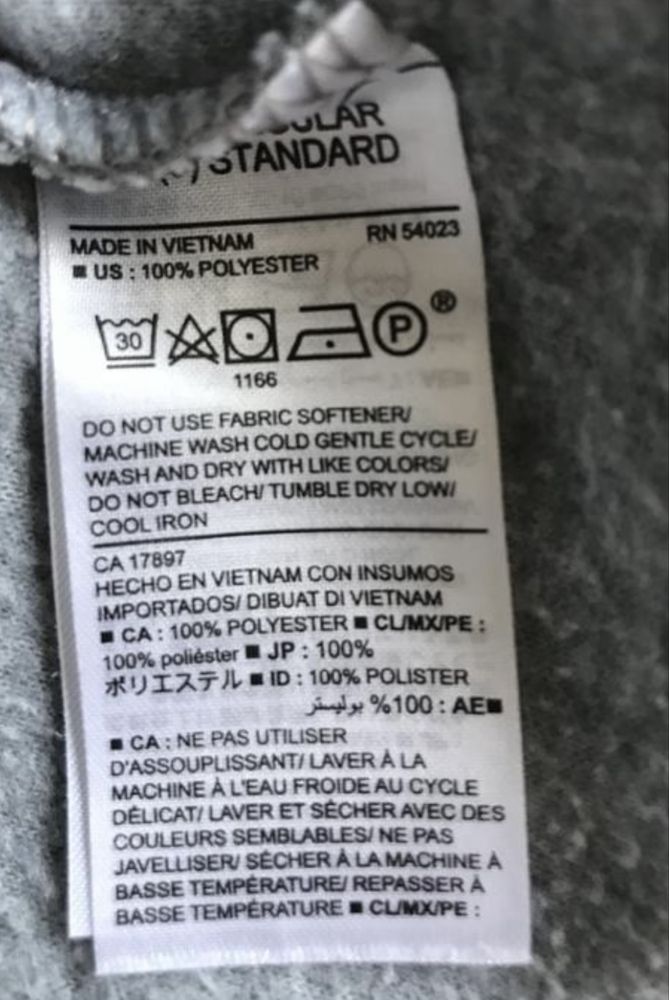 STANDARD
MADE IN VIETNAM RN 54023
■ US : 100% POLYESTER
30 P ®
1166
DO NOT USE FABRIC SOFTENER/
MACHINE WASH COLD GENTLE CYCLE/
WASH AND DRY WITH LIKE COLORS/
DO NOT BLEACH/ TUMBLE DRY LOW/
COOL IRON
CA 17897
HECHO EN VIETNAM CON INSUMOS
IMPORTADOS/ DIBUAT DI VIETNAM
■ CA : 100% POLYESTER ■ CL/MX/PE :
100% poliéster ■ JP : 100%
ポリエステル ■ ID : 100% POLISTER
■AE : 100% بوليستر
■ CA : NE PAS UTILISER
D'ASSOUPLISSANT/ LAVER À LA
MACHINE À L'EAU FROIDE AU CYCLE
DÉLICAT/ LAVER ET SÉCHER AVEC DES
COULEURS SEMBLABLES/ NE PAS
JAVELLISER/ SÉCHER À LA MACHINE À
BASSE TEMPÉRATURE/ REPASSER À
BASSE TEMPÉRATURE ■ CL/MX/PE :